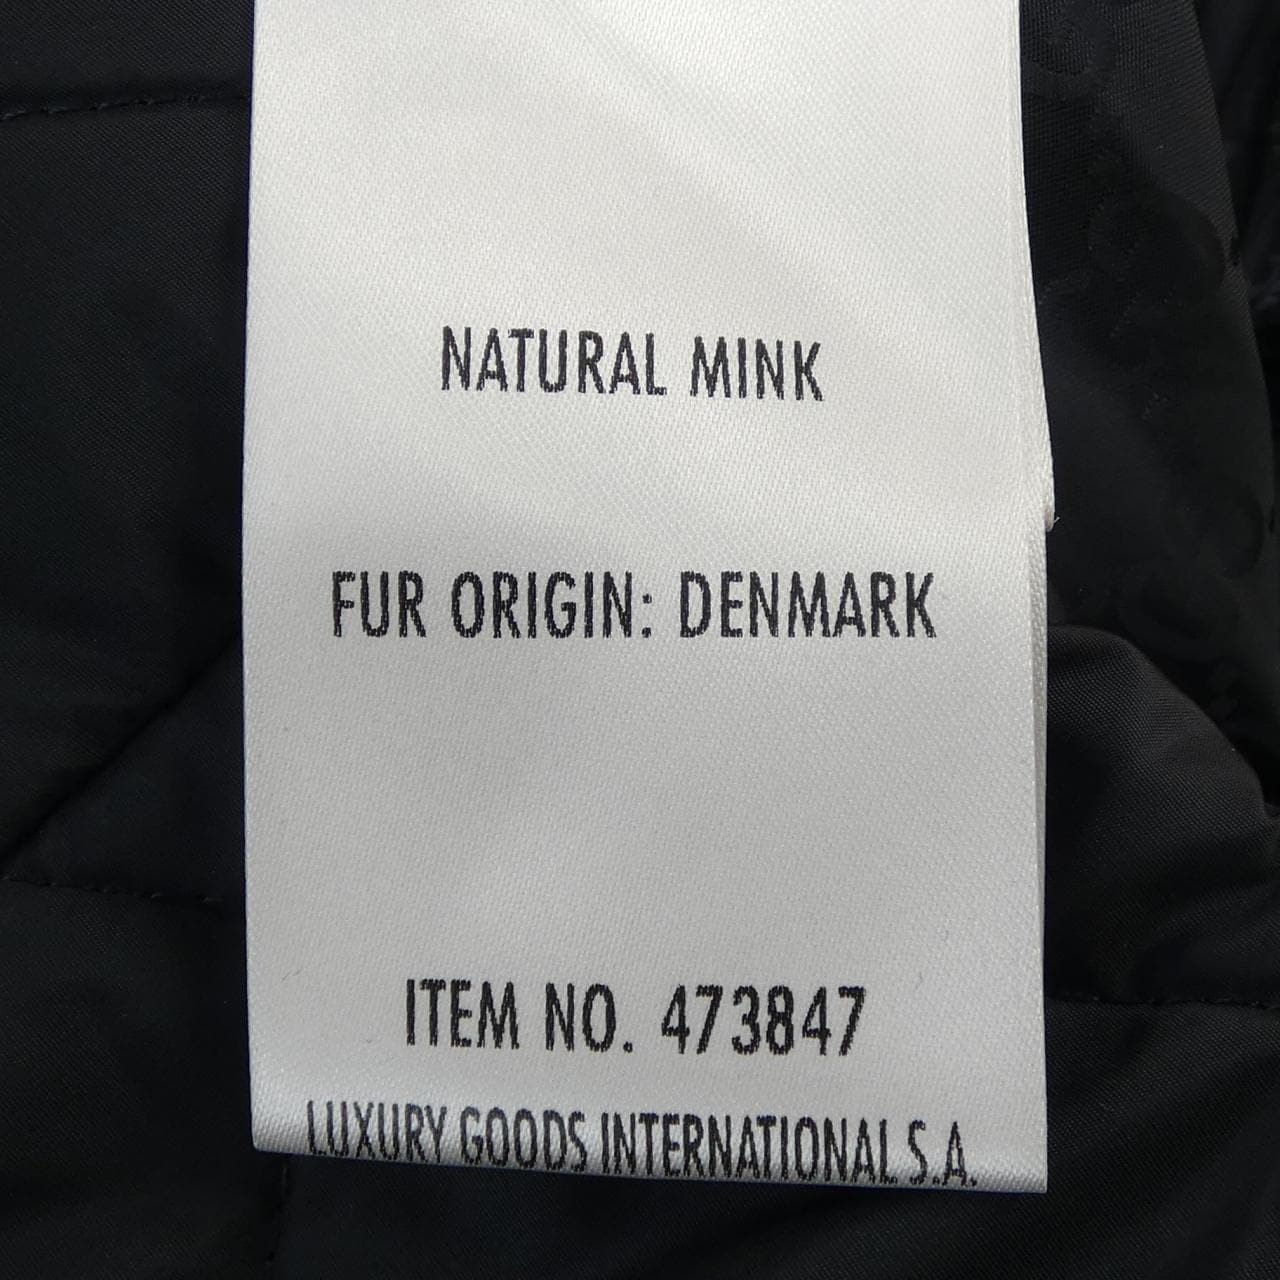 NATURAL MINK
FUR ORIGIN: DENMARK
ITEM NO. 473847
LUXURY GOODS INTERNATIONAL S.A.